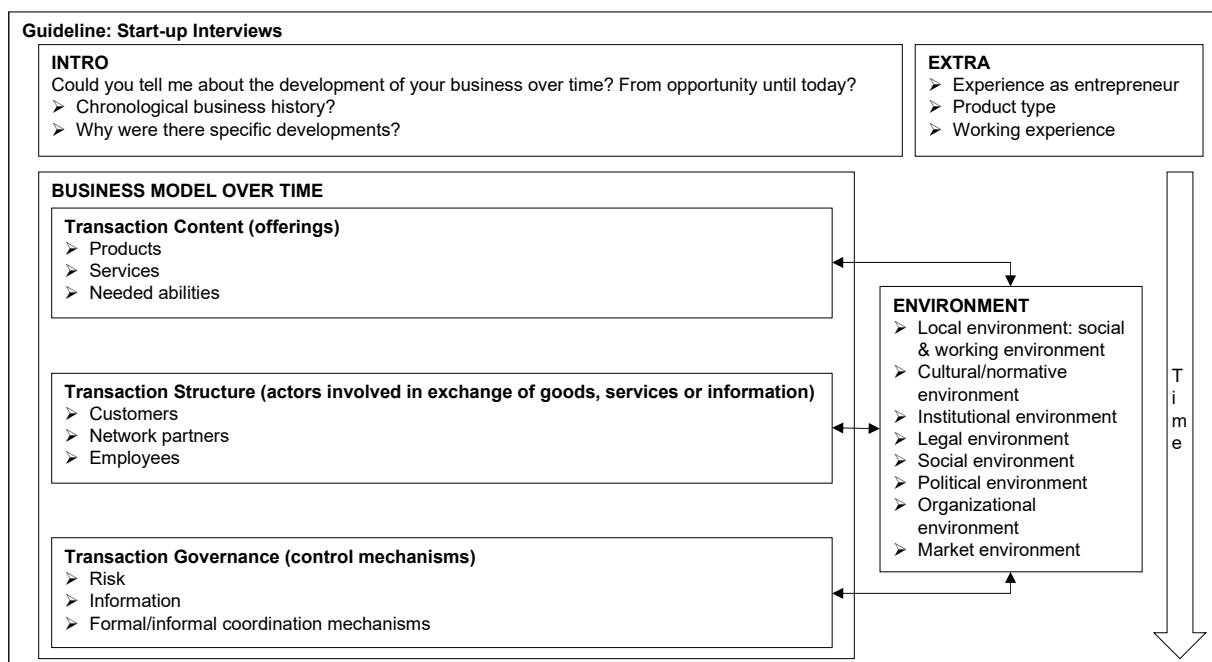 Guideline: Start-up Interviews
INTRO
Could you tell me about the development of your business over time? From opportunity until today?
➢ Chronological business history?
➢ Why were there specific developments?
EXTRA
➢ Experience as entrepreneur
➢ Product type
➢ Working experience
BUSINESS MODEL OVER TIME
Transaction Content (offerings)
➢ Products
➢ Services
➢ Needed abilities
Transaction Structure (actors involved in exchange of goods, services or information)
➢ Customers
➢ Network partners
➢ Employees
Transaction Governance (control mechanisms)
➢ Risk
➢ Information
➢ Formal/informal coordination mechanisms
ENVIRONMENT
➢ Local environment: social
& working environment
➢ Cultural/normative
environment
➢ Institutional environment
➢ Legal environment
➢ Social environment
➢ Political environment
➢ Organizational
environment
➢ Market environment
Time